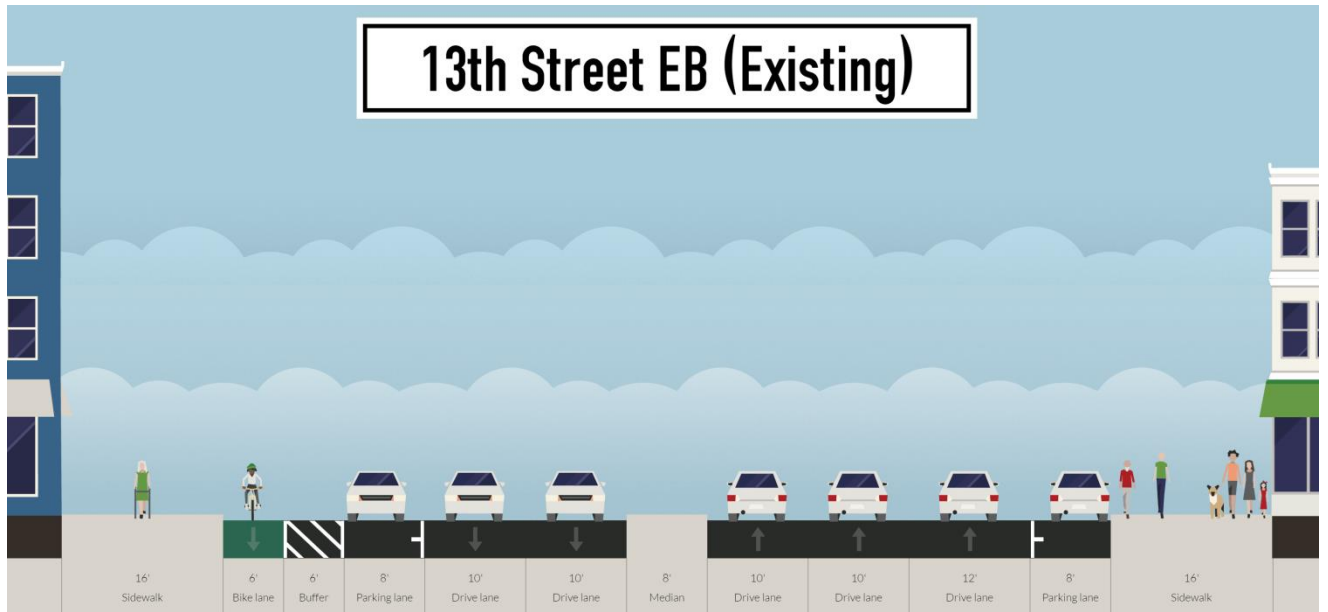 13th Street EB (Existing)
16' 6' 6' 8' 10' 10' 8' 10' 10' 12' 8' 16'
Sidewalk Bike lane Buffer Parking lane Drive lane Drive lane Median Drive lane Drive lane Drive lane Parking lane Sidewalk